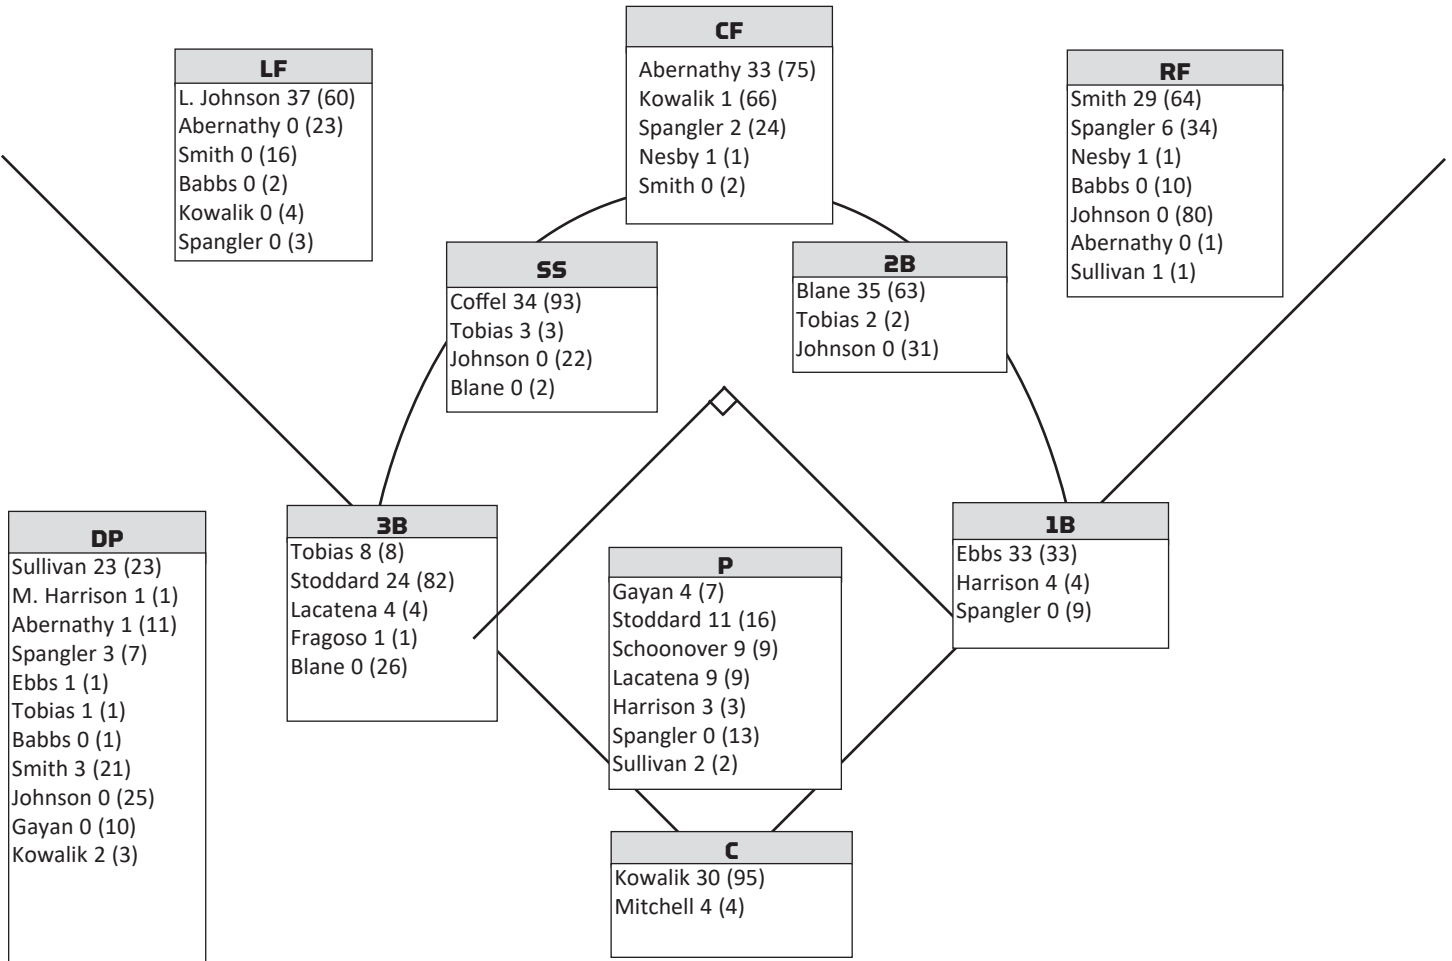 CF
Abernathy 33 (75)
Kowalik 1 (66)
Spangler 2 (24)
Nesby 1 (1)
Smith 0 (2)
LF
L. Johnson 37 (60)
Abernathy 0 (23)
Smith 0 (16)
Babbs 0 (2)
Kowalik 0 (4)
Spangler 0 (3)
RF
Smith 29 (64)
Spangler 6 (34)
Nesby 1 (1)
Babbs 0 (10)
Johnson 0 (80)
Abernathy 0 (1)
Sullivan 1 (1)
SS
Coffel 34 (93)
Tobias 3 (3)
Johnson 0 (22)
Blane 0 (2)
2B
Blane 35 (63)
Tobias 2 (2)
Johnson 0 (31)
DP
Sullivan 23 (23)
M. Harrison 1 (1)
Abernathy 1 (11)
Spangler 3 (7)
Ebbs 1 (1)
Tobias 1 (1)
Babbs 0 (1)
Smith 3 (21)
Johnson 0 (25)
Gayan 0 (10)
Kowalik 2 (3)
3B
Tobias 8 (8)
Stoddard 24 (82)
Lacatena 4 (4)
Fragoso 1 (1)
Blane 0 (26)
P
Gayan 4 (7)
Stoddard 11 (16)
Schoonover 9 (9)
Lacatena 9 (9)
Harrison 3 (3)
Spangler 0 (13)
Sullivan 2 (2)
1B
Ebbs 33 (33)
Harrison 4 (4)
Spangler 0 (9)
C
Kowalik 30 (95)
Mitchell 4 (4)